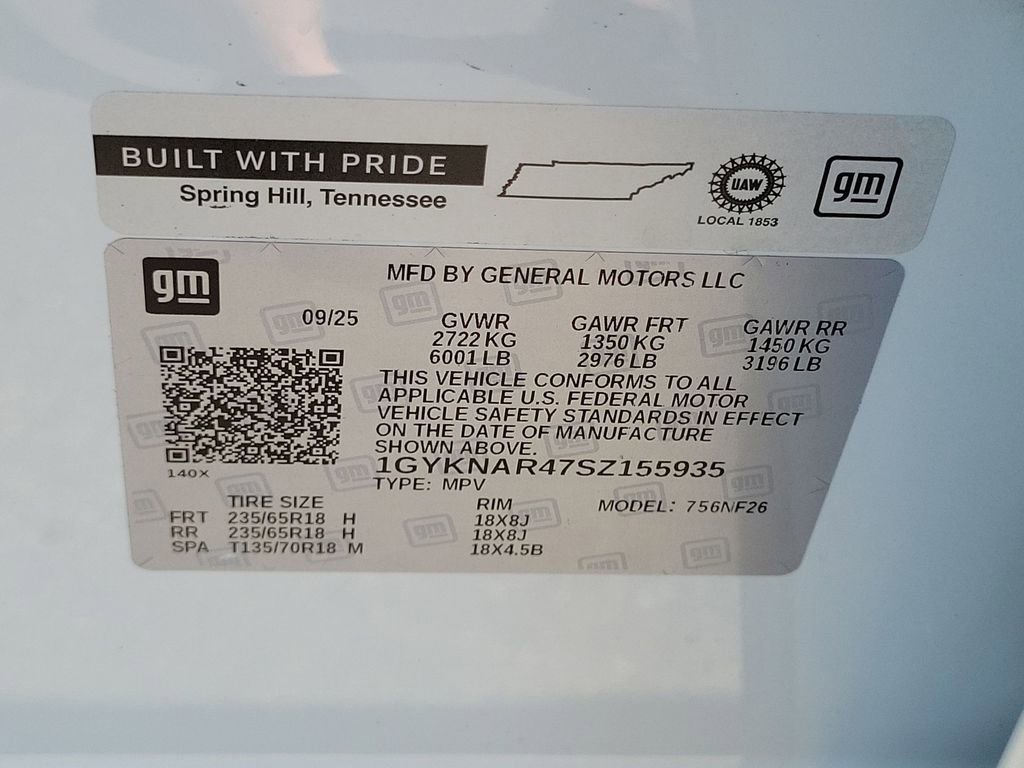 BUILT WITH PRIDE
Spring Hill, Tennessee
UAW
LOCAL 1853
gm
gm
MFD BY GENERAL MOTORS LLC
09/25
GVWR GAWR FRT GAWR RR
2722 KG 1350 KG 1450 KG
6001 LB 2976 LB 3196 LB
THIS VEHICLE CONFORMS TO ALL
APPLICABLE U.S. FEDERAL MOTOR
VEHICLE SAFETY STANDARDS IN EFFECT
ON THE DATE OF MANUFACTURE
SHOWN ABOVE.
140X
1GYKNAR47SZ155935
TYPE: MPV
TIRE SIZE RIM MODEL: 756NF26
FRT 235/65R18 H 18X8J
RR 235/65R18 H 18X8J
SPA T135/70R18 M 18X4.5B